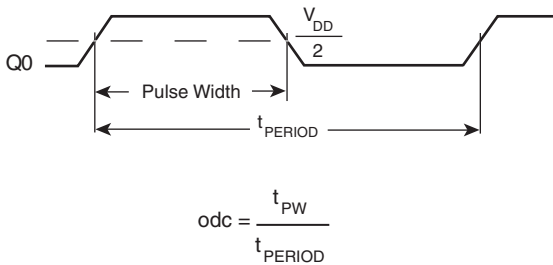 V_DD
2
Q0
Pulse Width
t_PERIOD
odc = t_PW
t_PERIOD